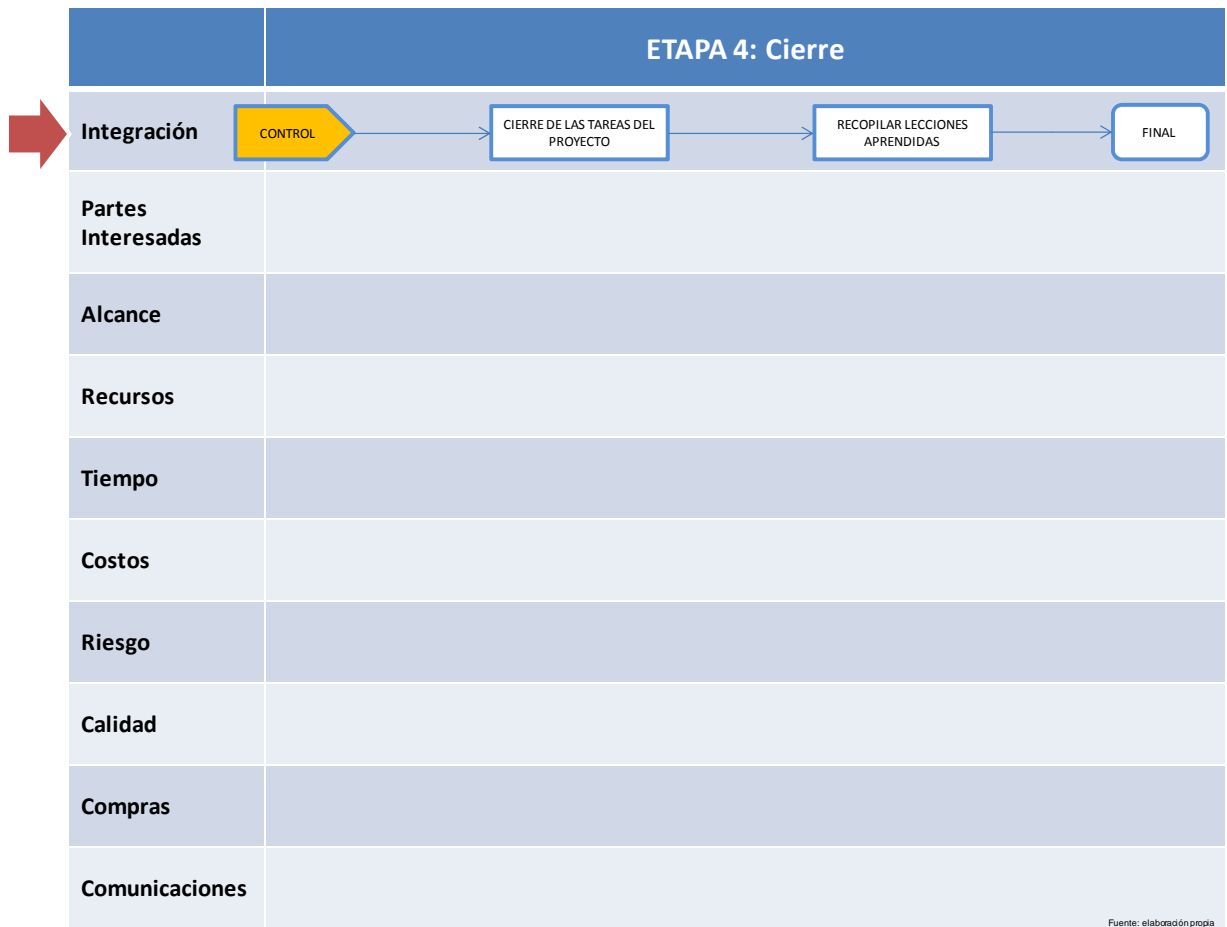 ETAPA 4: Cierre
Integración
CONTROL
CIERRE DE LAS TAREAS DEL
PROYECTO
RECOPILAR LECCIONES
APRENDIDAS
FINAL
Partes
Interesadas
Alcance
Recursos
Tiempo
Costos
Riesgo
Calidad
Compras
Comunicaciones
Fuente: elaboración propia